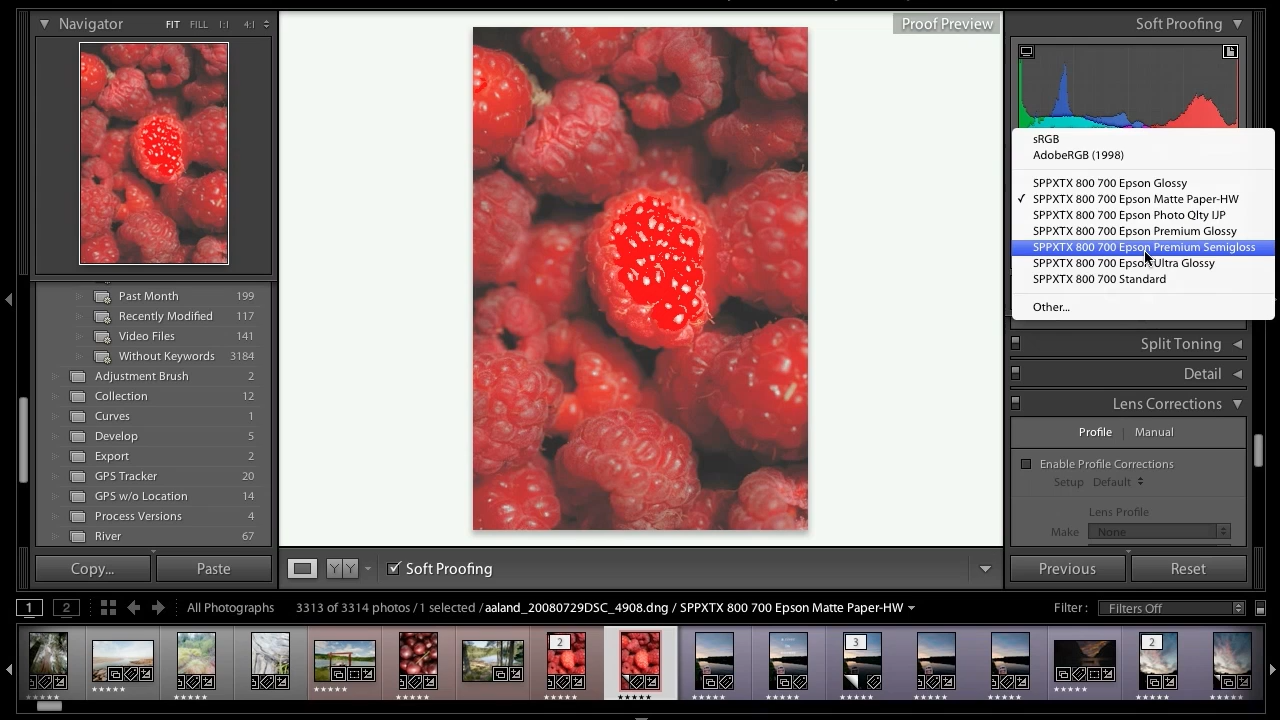 Navigator FIT FILL 1:1 4:1
Past Month 199
Recently Modified 117
Video Files 141
Without Keywords 3184
Adjustment Brush 2
Collection 12
Curves 1
Develop 5
Export 2
GPS Tracker 20
GPS w/o Location 14
Process Versions 4
River 67
Copy... Paste
Proof Preview
Soft Proofing
Soft Proofing
sRGB
AdobeRGB (1998)
SPPXTX 800 700 Epson Glossy
✓ SPPXTX 800 700 Epson Matte Paper-HW
SPPXTX 800 700 Epson Photo Qlty IJP
SPPXTX 800 700 Epson Premium Glossy
SPPXTX 800 700 Epson Premium Semigloss
SPPXTX 800 700 Epson Ultra Glossy
SPPXTX 800 700 Standard
Other...
Split Toning
Detail
Lens Corrections
Profile | Manual
Enable Profile Corrections
Setup Default
Lens Profile
Make None
Previous Reset
1 2 All Photographs 3313 of 3314 photos / 1 selected / aaland_20080729DSC_4908.dng / SPPXTX 800 700 Epson Matte Paper-HW Filter : Filters Off
2 3 2